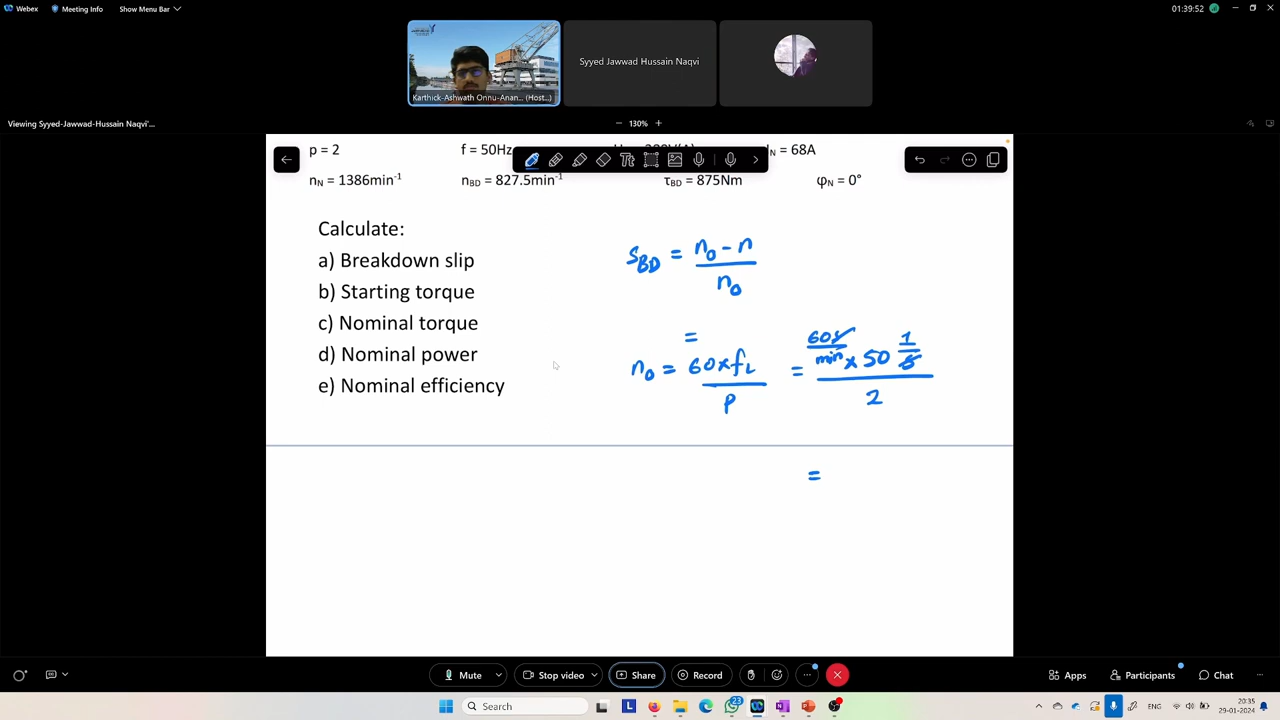 Webex Meeting Info Show Menu Bar 01:39:52
Karthick-Ashwath Onnu-Anan... (Host...)
Syyed Jawwad Hussain Naqvi
Viewing Syyed-Jawwad-Hussain Naqvi'...
− 130% +
p = 2 f = 50Hz = 68A
nN = 1386min-1 nBD = 827.5min-1 τBD = 875Nm φN = 0°
Calculate:
a) Breakdown slip
b) Starting torque
c) Nominal torque
d) Nominal power
e) Nominal efficiency
SBD = n0 - n
n0
=
n0 = 60×fL = 60s/min × 50 1/s
P 2
=
Mute Stop video Share Record Apps Participants Chat
Search 23 ENG 20:35
29-01-2024